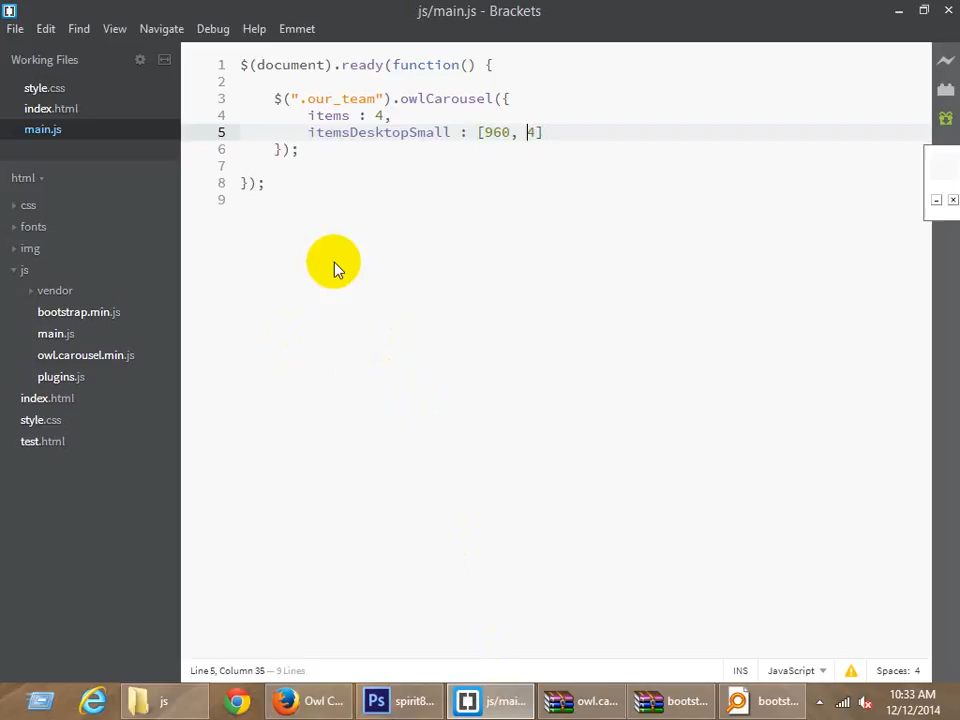 js/main.js - Brackets
File Edit Find View Navigate Debug Help Emmet
Working Files
style.css
index.html
main.js
html
css
fonts
img
js
vendor
bootstrap.min.js
main.js
owl.carousel.min.js
plugins.js
index.html
style.css
test.html
1 $(document).ready(function() {
2
3 $(".our_team").owlCarousel({
4 items : 4,
5 itemsDesktopSmall : [960, 4]
6 });
7
8 });
9
Line 5, Column 35 — 9 Lines
INS JavaScript Spaces: 4
js Owl C... spirit8... js/mai... owl.ca... bootst... bootst...
10:33 AM
12/12/2014